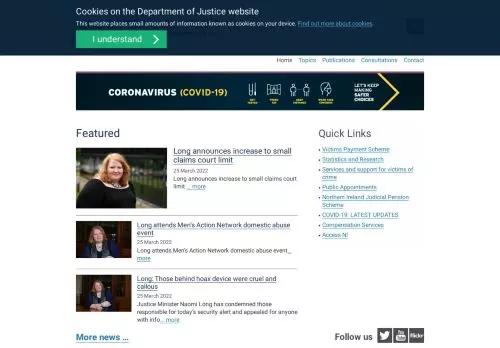 Cookies on the Department of Justice website
This website places small amounts of information known as cookies on your device. Find out more about cookies.
I understand
Home Topics Publications Consultations Contact
CORONAVIRUS (COVID-19)
LET'S KEEP
MAKING
SAFER
CHOICES
Featured
Long announces increase to small
claims court limit
25 March 2022
Long announces increase to small claims court
limit ... more
Long attends Men's Action Network domestic abuse
event
25 March 2022
Long attends Men's Action Network domestic abuse event...
more
Long: Those behind hoax device were cruel and
callous
25 March 2022
Justice Minister Naomi Long has condemned those
responsible for today's security alert and appealed for anyone
with info... more
More news ...
Quick Links
Victims Payment Scheme
Statistics and Research
Services and support for victims of
crime
Public Appointments
Northern Ireland Judicial Pension
Scheme
COVID-19: LATEST UPDATES
Compensation Services
Access NI
Follow us
You
Tube
flickr